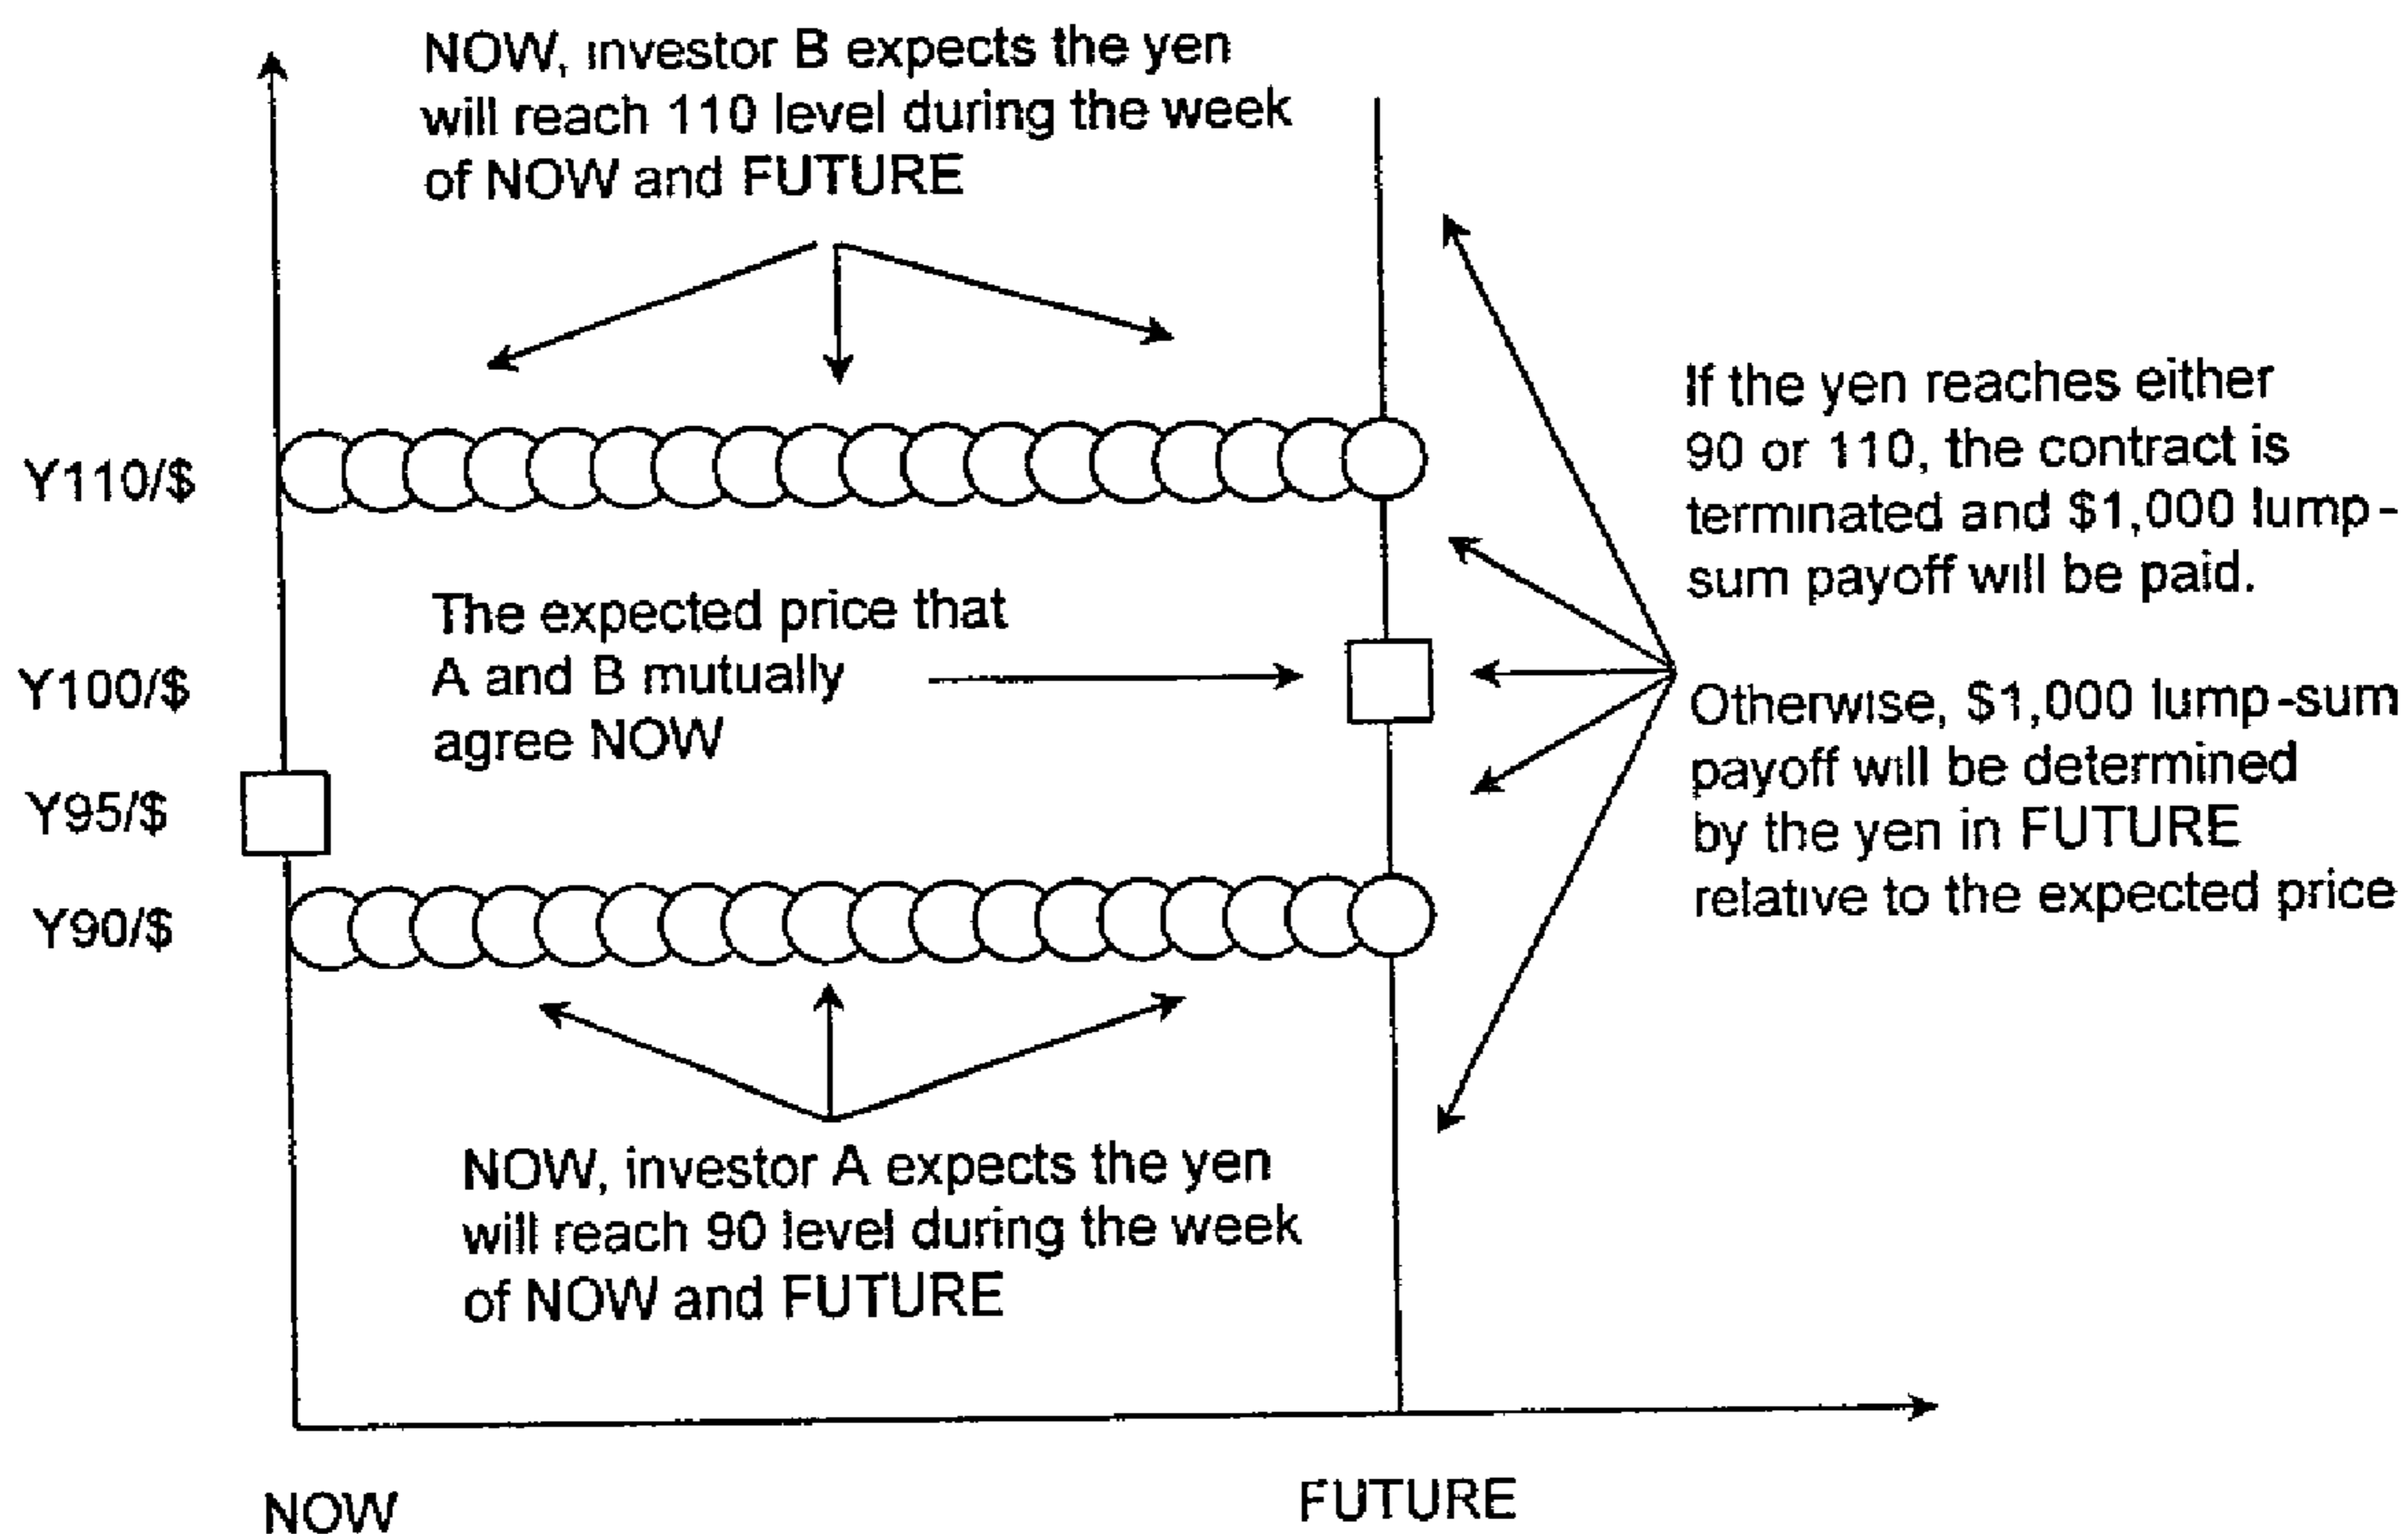 NOW, investor B expects the yen
will reach 110 level during the week
of NOW and FUTURE
Y110/$
If the yen reaches either
90 or 110, the contract is
terminated and $1,000 lump-
sum payoff will be paid.
The expected price that
A and B mutually
agree NOW
Y100/$
Otherwise, $1,000 lump-sum
payoff will be determined
by the yen in FUTURE
relative to the expected price
Y95/$
Y90/$
NOW, investor A expects the yen
will reach 90 level during the week
of NOW and FUTURE
NOW
FUTURE